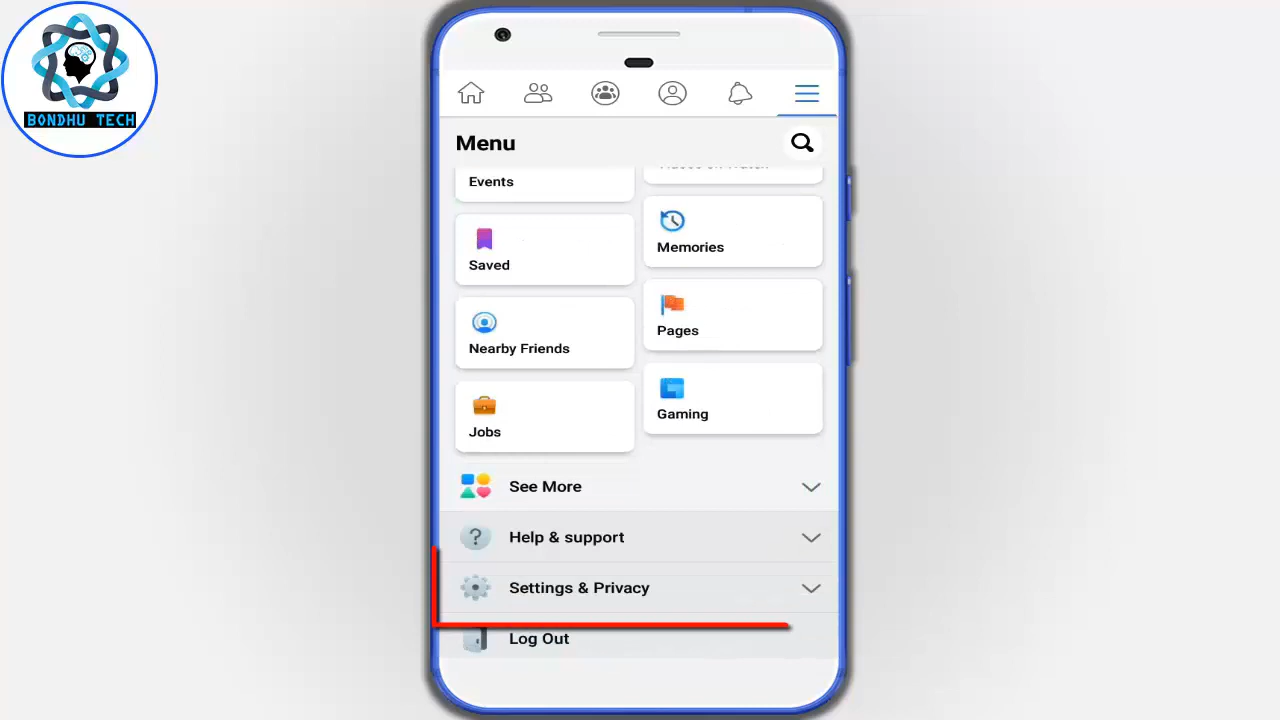 BONDHU TECH
Menu
Events
Saved
Memories
Nearby Friends
Pages
Jobs
Gaming
See More
Help & support
Settings & Privacy
Log Out